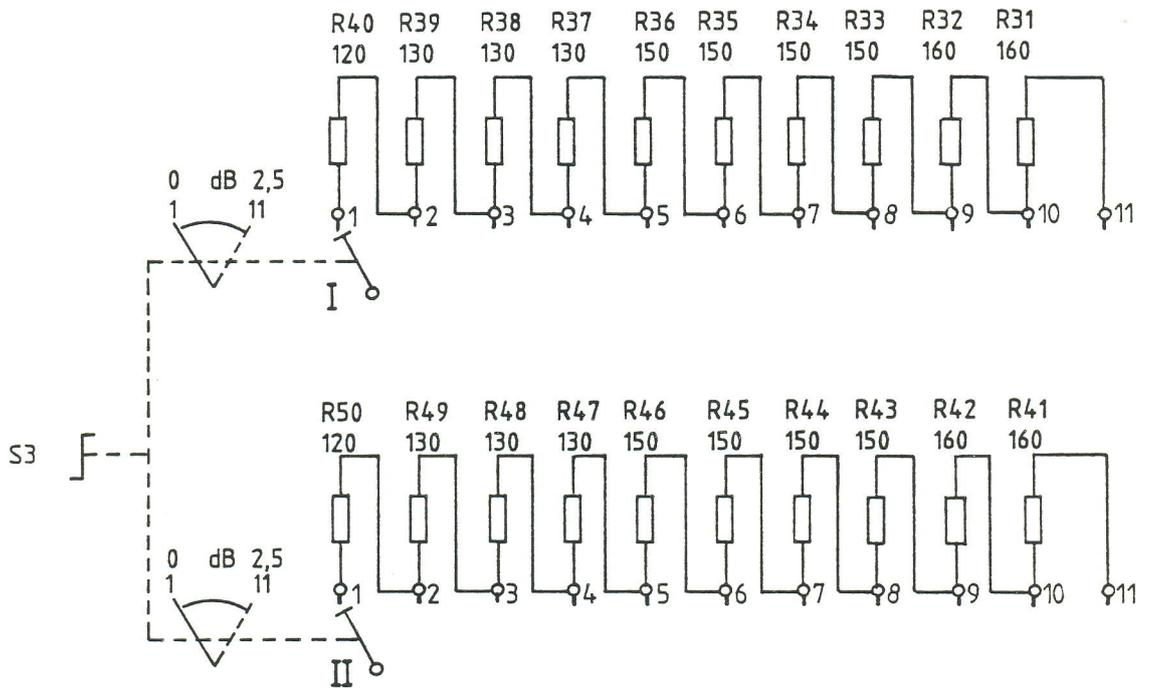 R40 R39 R38 R37 R36 R35 R34 R33 R32 R31
120 130 130 130 150 150 150 150 160 160
0 dB 2,5
1 11
1 2 3 4 5 6 7 8 9 10 11
I
R50 R49 R48 R47 R46 R45 R44 R43 R42 R41
120 130 130 130 150 150 150 150 160 160
S3
0 dB 2,5
1 11
1 2 3 4 5 6 7 8 9 10 11
II